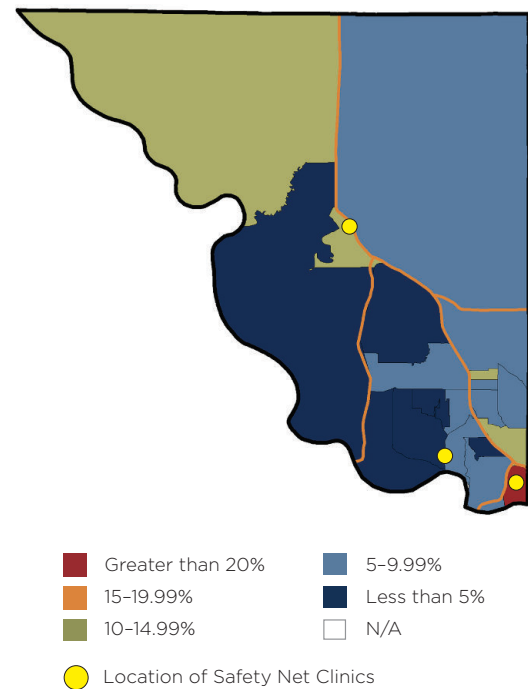 Greater than 20%
15–19.99%
10–14.99%
5–9.99%
Less than 5%
N/A
Location of Safety Net Clinics